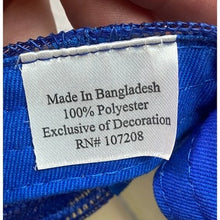 Made In Bangladesh
100% Polyester
Exclusive of Decoration
RN# 107208